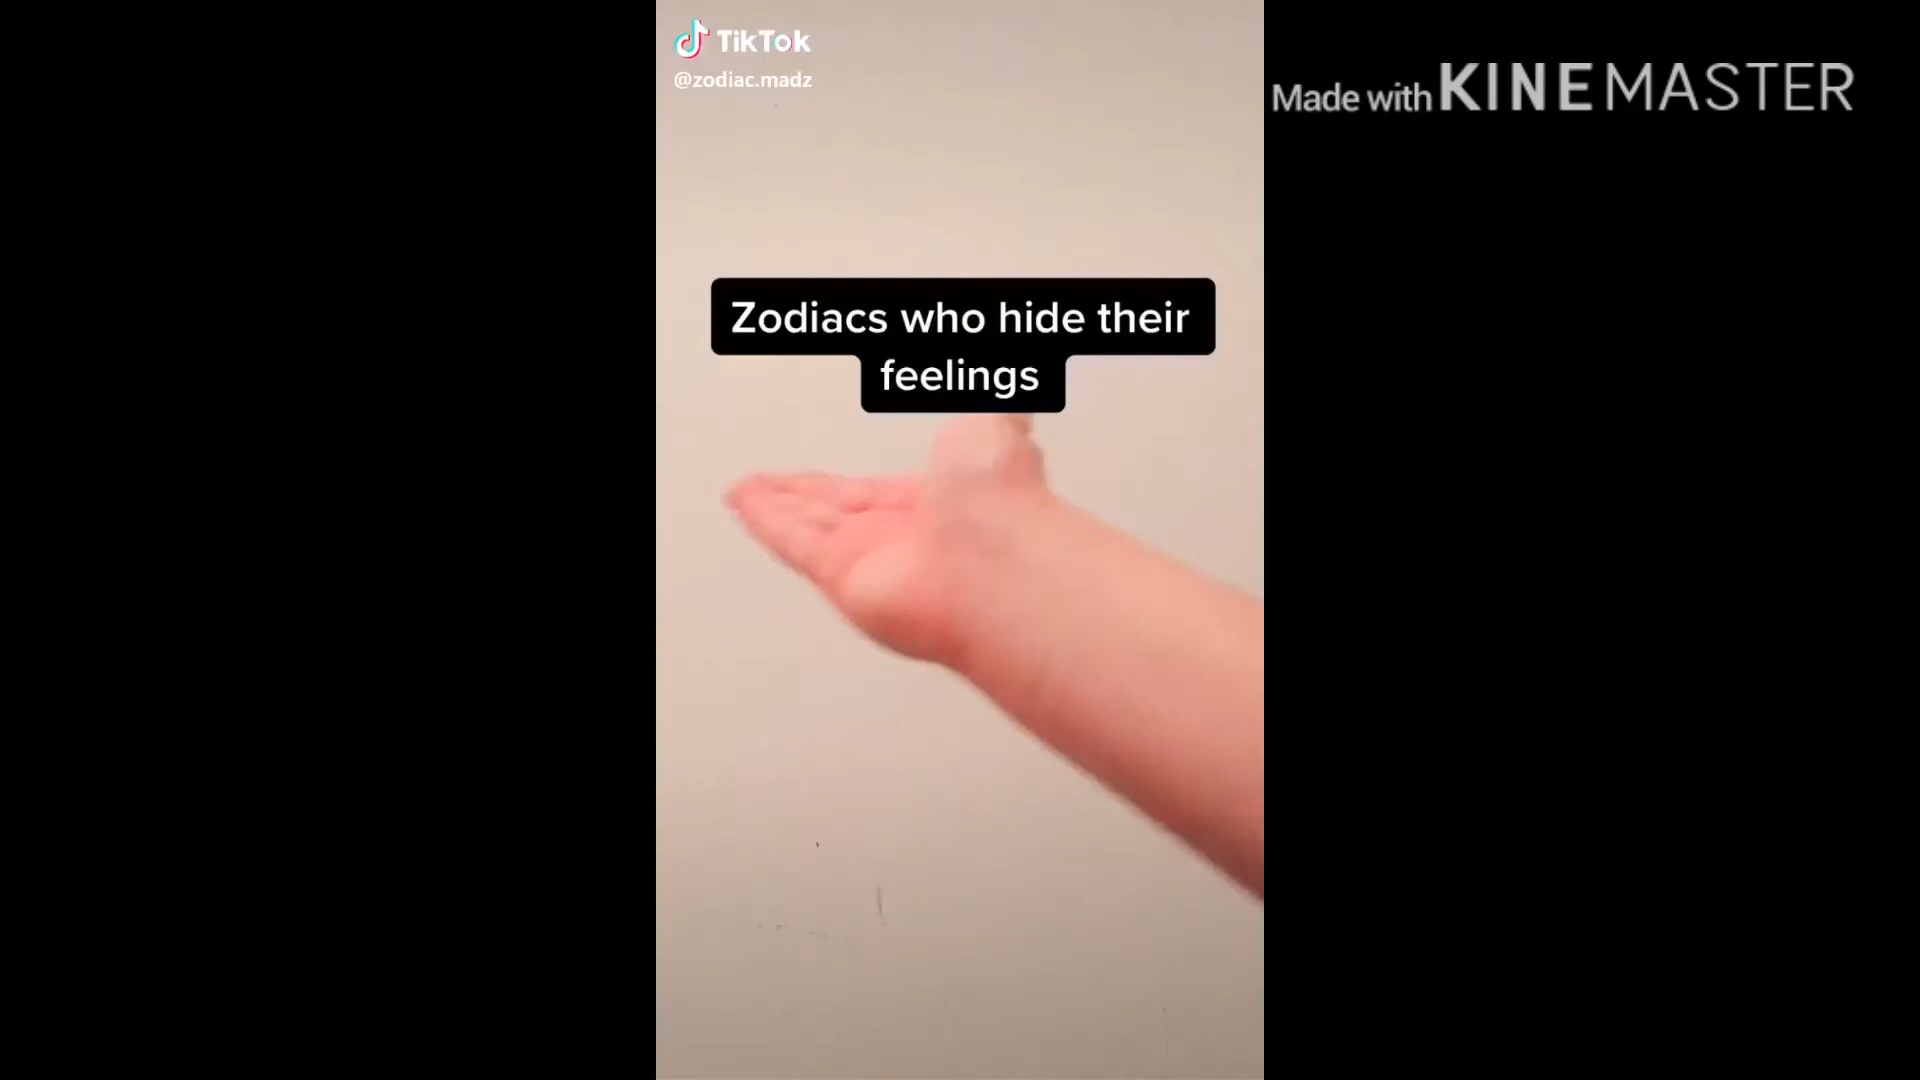 TikTok
@zodiac.madz
Made with KINEMASTER
Zodiacs who hide their
feelings